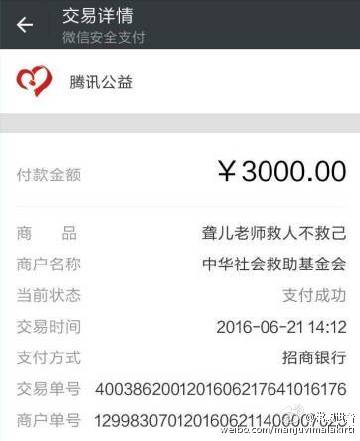 交易详情
微信安全支付
腾讯公益
付款金额 ￥3000.00
商 品 聋儿老师救人不救己
商户名称 中华社会救助基金会
当前状态 支付成功
交易时间 2016-06-21 14:12
支付方式 招商银行
交易单号 4003862001201606217641016176
商户单号
weibo.com/manjuvimalakirti